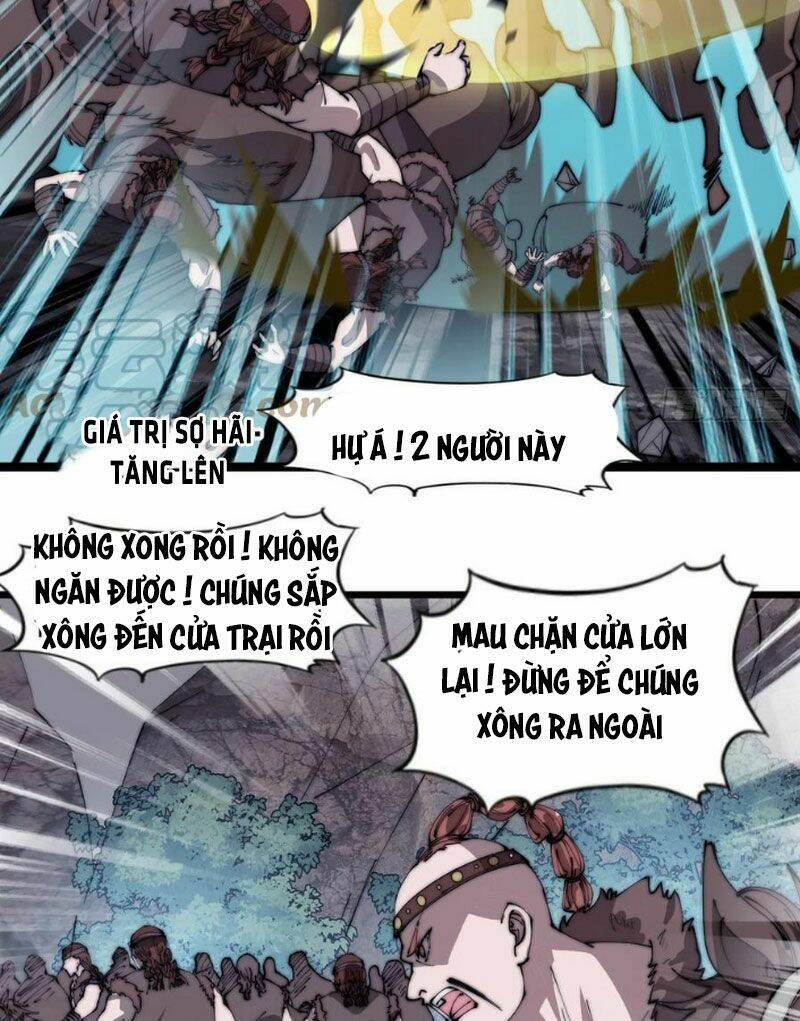 GIÁ TRỊ SỢ HÃI-
TĂNG LÊN
HỰ Á! 2 NGƯỜI NÀY
KHÔNG XONG RỒI! KHÔNG
NGĂN ĐƯỢC! CHÚNG SẮP
XÔNG ĐẾN CỬA TRẠI RỒI
MAU CHẶN CỬA LỚN
LẠI! ĐỪNG ĐỂ CHÚNG
XÔNG RA NGOÀI